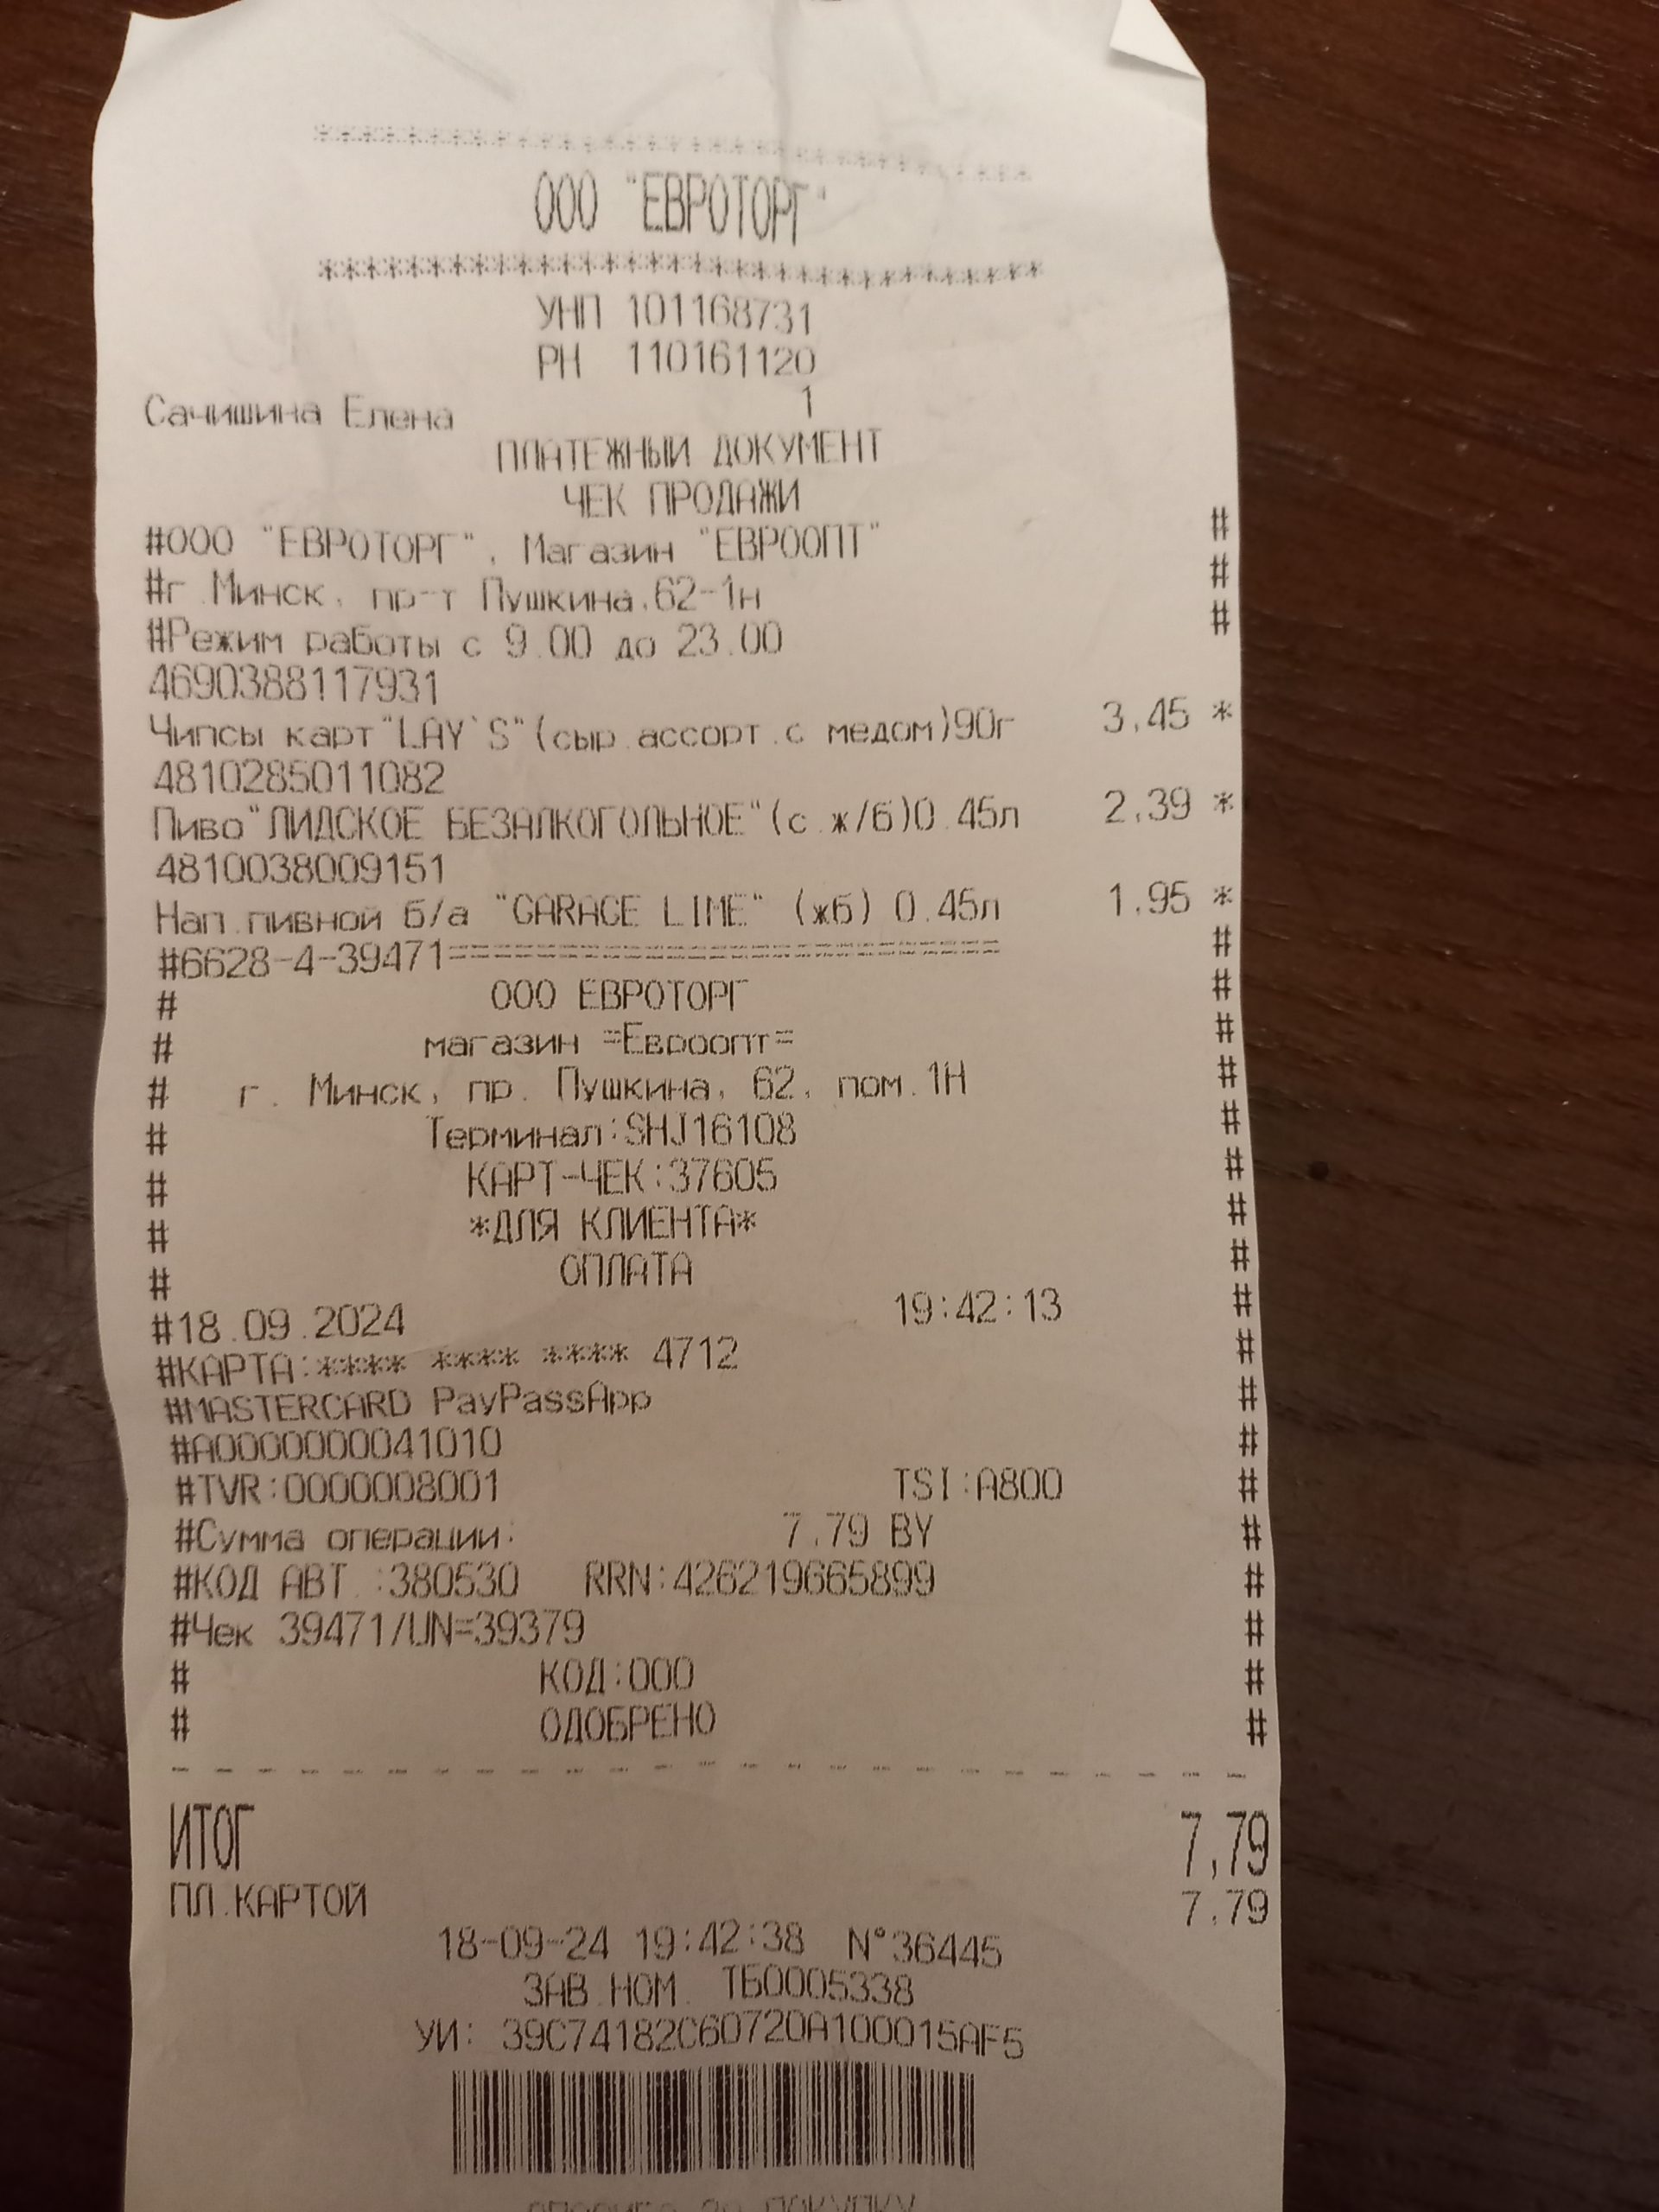 ************************************
ООО "ЕВРОТОРГ"
************************************
УНП 101168731
РН 110161120
Сачишина Елена 1
ПЛАТЕЖНЫЙ ДОКУМЕНТ
ЧЕК ПРОДАЖИ
#ООО "ЕВРОТОРГ", Магазин "ЕВРООПТ" #
#г.Минск, пр-т Пушкина,62-1н #
#Режим работы с 9.00 до 23.00 #
4690388117931
Чипсы карт"LAY`S"(сыр.ассорт.с медом)90г 3,45 *
4810285011082
Пиво"ЛИДСКОЕ БЕЗАЛКОГОЛЬНОЕ"(с.ж/б)0.45л 2,39 *
4810038009151
Нап.пивной б/а "GARAGE LIME" (жб) 0.45л 1,95 *
#6628-4-39471========================== #
# ООО ЕВРОТОРГ #
# магазин =Евроопт= #
# г. Минск, пр. Пушкина, 62, пом.1Н #
# Терминал:SHJ16108 #
# КАРТ-ЧЕК:37605 #
# *ДЛЯ КЛИЕНТА* #
# ОПЛАТА #
#18.09.2024 19:42:13 #
#КАРТА:**** **** **** 4712 #
#MASTERCARD PayPassApp #
#A0000000041010 #
#TVR:0000008001 TSI:A800 #
#Сумма операции: 7,79 BY #
#КОД АВТ.:380530 RRN:426219665899 #
#Чек 39471/UN=39379 #
# КОД:000 #
# ОДОБРЕНО #
- - - - - - - - - - - - - - - - - - - - - - - - -
ИТОГ 7,79
ПЛ.КАРТОЙ 7,79
18-09-24 19:42:38 N°36445
ЗАВ.НОМ. ТБ0005338
УИ: 39C74182C6D720A100015AF5